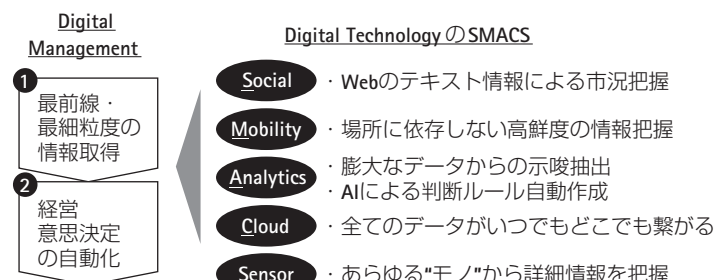 Digital
Management
Digital TechnologyのSMACS
1
最前線・
最細粒度の
情報取得
2
経営
意思決定
の自動化
Social ・Webのテキスト情報による市況把握
Mobility ・場所に依存しない高鮮度の情報把握
Analytics ・膨大なデータからの示唆抽出
・AIによる判断ルール自動作成
Cloud ・全てのデータがいつでもどこでも繋がる
Sensor ・あらゆる"モノ"から詳細情報を把握